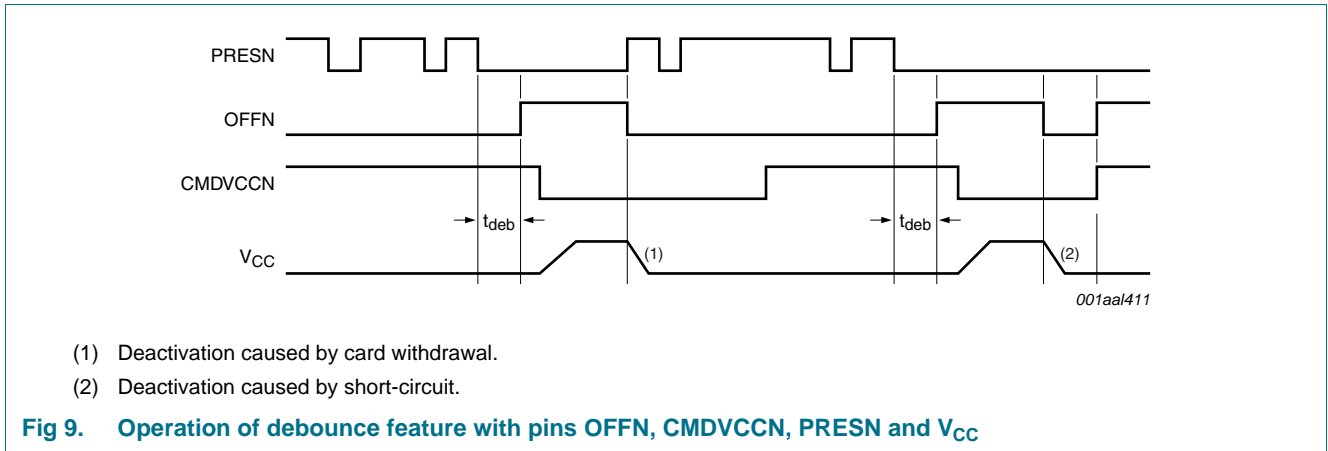 PRESN
OFFN
CMDVCCN
tdeb
tdeb
VCC
(1)
(2)
001aal411
(1) Deactivation caused by card withdrawal.
(2) Deactivation caused by short-circuit.
Fig 9. Operation of debounce feature with pins OFFN, CMDVCCN, PRESN and VCC